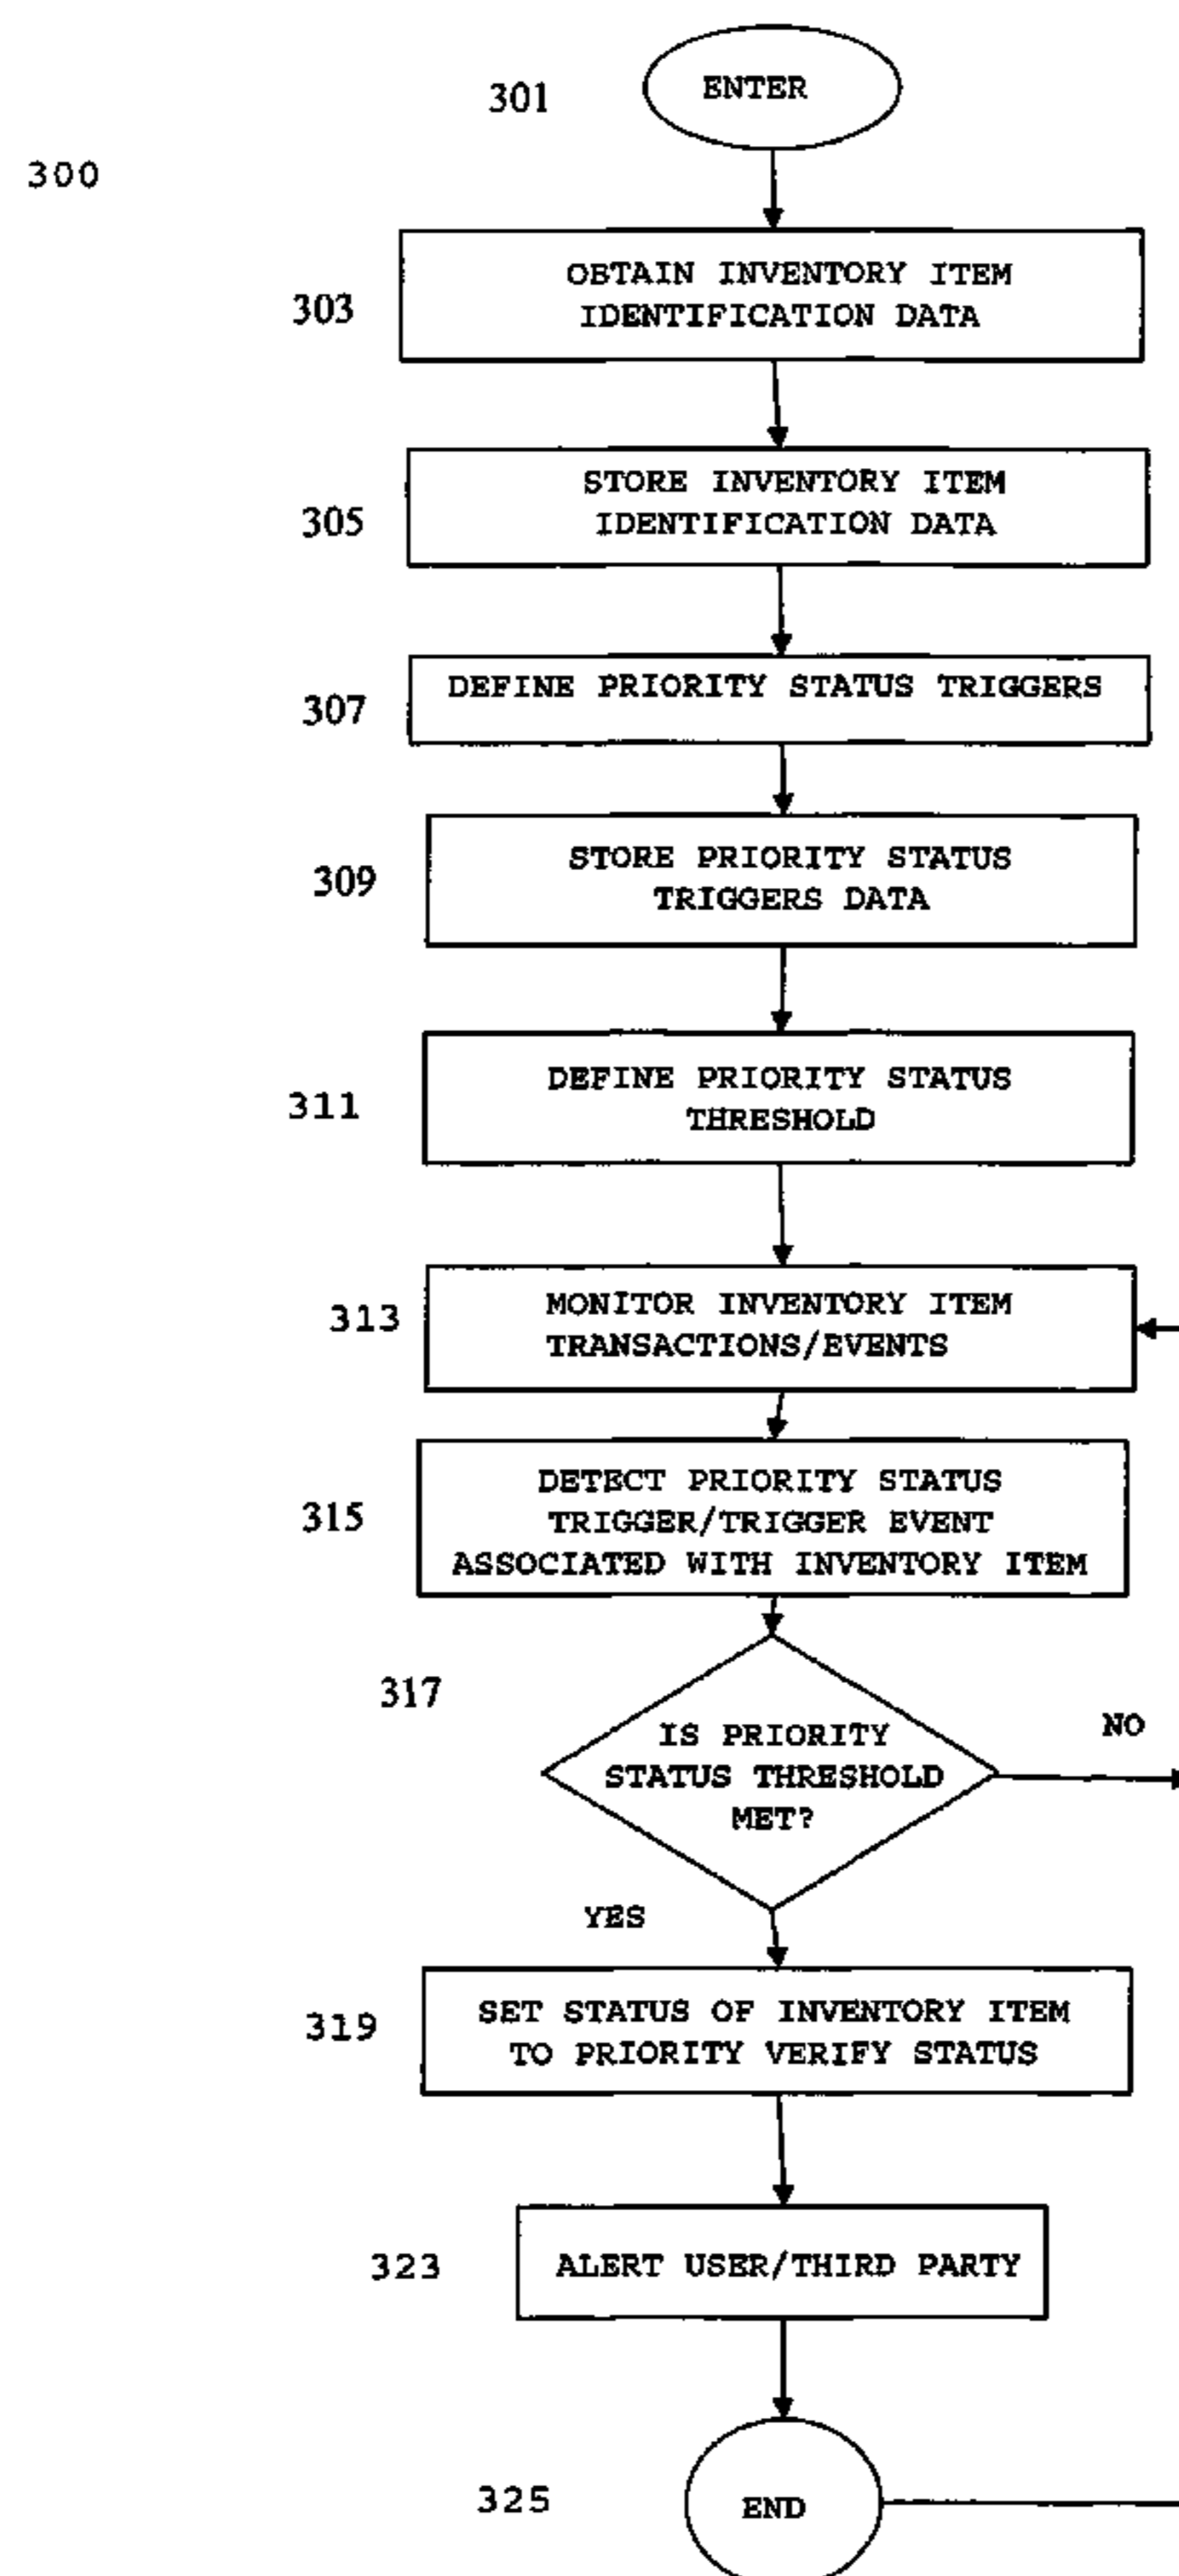 301
ENTER
300
303
OBTAIN INVENTORY ITEM
IDENTIFICATION DATA
305
STORE INVENTORY ITEM
IDENTIFICATION DATA
307
DEFINE PRIORITY STATUS TRIGGERS
309
STORE PRIORITY STATUS
TRIGGERS DATA
311
DEFINE PRIORITY STATUS
THRESHOLD
313
MONITOR INVENTORY ITEM
TRANSACTIONS/EVENTS
315
DETECT PRIORITY STATUS
TRIGGER/TRIGGER EVENT
ASSOCIATED WITH INVENTORY ITEM
317
IS PRIORITY
STATUS THRESHOLD
MET?
NO
YES
319
SET STATUS OF INVENTORY ITEM
TO PRIORITY VERIFY STATUS
323
ALERT USER/THIRD PARTY
325
END